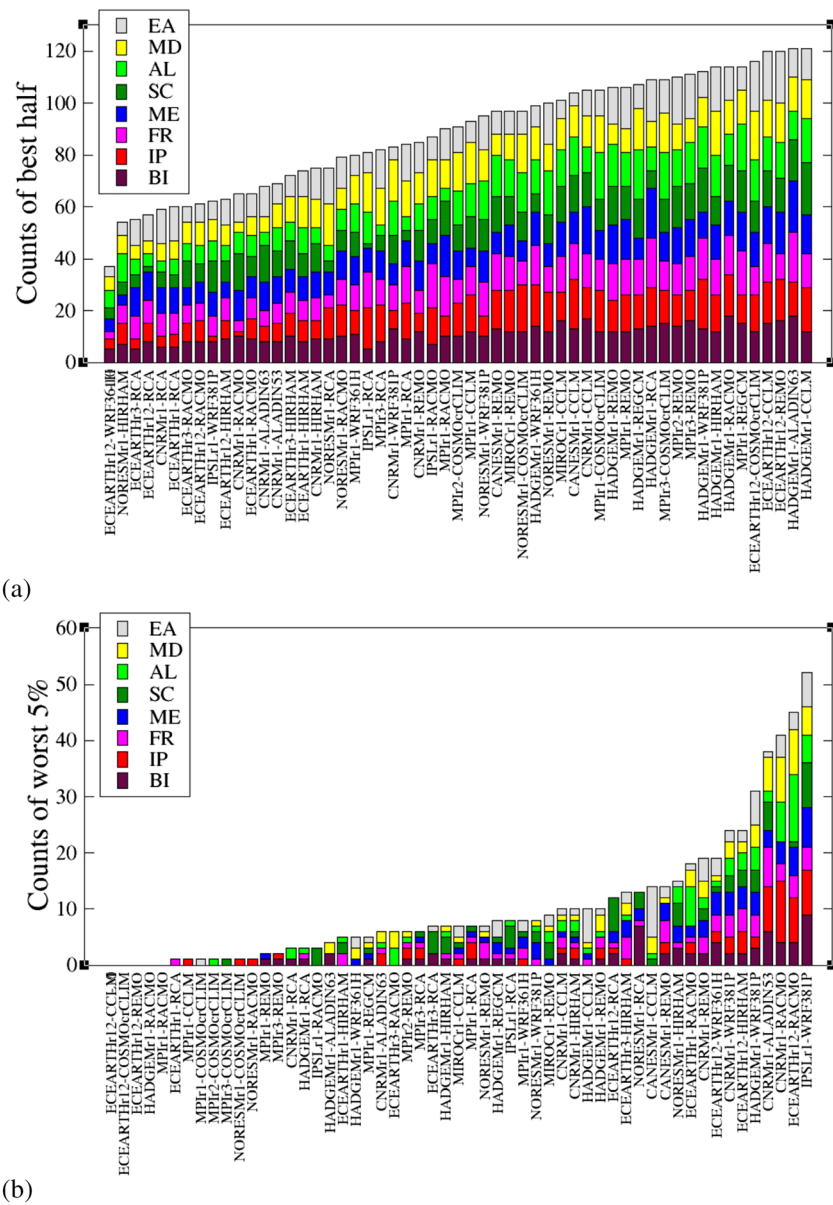 EA
MD
AL
SC
ME
FR
IP
BI
Counts of best half
120
100
80
60
40
20
0
NORESMr1-HIRHAM
ECEARTHr3-RCA
ECEARTHr12-RCA
CNRMr1-RCA
ECEARTHr1-RCA
ECEARTHr3-RACMO
ECEARTHr12-RACMO
IPSLr1-WRF381P
ECEARTHr12-HIRHAM
CNRMr1-RACMO
ECEARTHr1-RACMO
CNRMr1-ALADIN63
CNRMr1-ALADIN53
ECEARTHr3-HIRHAM
ECEARTHr1-HIRHAM
CNRMr1-HIRHAM
NORESMr1-RCA
NORESMr1-RACMO
MPIr1-WRF361H
IPSLr1-RCA
MPIr3-RCA
CNRMr1-WRF381P
MPIr2-RCA
CNRMr1-REMO
IPSLr1-RACMO
MPIr1-RACMO
MPIr2-COSMOcrCLIM
MPIr1-CCLM
NORESMr1-WRF381P
CANESMr1-REMO
MIROCr1-REMO
NORESMr1-COSMOcrCLIM
HADGEMr1-WRF361H
NORESMr1-REMO
MIROCr1-CCLM
CANESMr1-CCLM
CNRMr1-CCLM
MPIr1-COSMOcrCLIM
HADGEMr1-REMO
MPIr1-REMO
HADGEMr1-REGCM
HADGEMr1-RCA
MPIr3-COSMOcrCLIM
MPIr2-REMO
MPIr3-REMO
HADGEMr1-WRF381P
HADGEMr1-HIRHAM
HADGEMr1-RACMO
MPIr1-REGCM
ECEARTHr12-COSMOcrCLIM
ECEARTHr12-CCLM
ECEARTHr12-REMO
HADGEMr1-ALADIN63
HADGEMr1-CCLM
(a)
EA
MD
AL
SC
ME
FR
IP
BI
Counts of worst 5%
60
50
40
30
20
10
0
ECEARTHr12-COSMOcrCLIM
ECEARTHr12-REMO
HADGEMr1-RACMO
MPIr1-RACMO
ECEARTHr1-RCA
MPIr1-CCLM
MPIr1-COSMOcrCLIM
MPIr2-COSMOcrCLIM
MPIr3-COSMOcrCLIM
NORESMr1-COSMOcrCLIM
NORESMr1-RACMO
MPIr1-REMO
MPIr3-REMO
CNRMr1-RCA
HADGEMr1-RCA
IPSLr1-RACMO
HADGEMr1-ALADIN63
ECEARTHr1-HIRHAM
HADGEMr1-WRF361H
MPIr1-REGCM
CNRMr1-ALADIN63
ECEARTHr3-RACMO
MPIr2-REMO
MPIr3-RCA
ECEARTHr3-RCA
HADGEMr1-HIRHAM
MIROCr1-CCLM
MPIr1-RCA
NORESMr1-REMO
HADGEMr1-REGCM
IPSLr1-RCA
MPIr1-WRF361H
NORESMr1-WRF381P
MIROCr1-REMO
CNRMr1-CCLM
CNRMr1-HIRHAM
HADGEMr1-CCLM
HADGEMr1-REMO
ECEARTHr12-RCA
ECEARTHr3-HIRHAM
NORESMr1-RCA
CANESMr1-CCLM
CANESMr1-REMO
NORESMr1-HIRHAM
ECEARTHr1-RACMO
CNRMr1-REMO
ECEARTHr12-WRF361H
CNRMr1-WRF381P
ECEARTHr12-HIRHAM
HADGEMr1-WRF381P
CNRMr1-ALADIN53
CNRMr1-RACMO
ECEARTHr12-RACMO
IPSLr1-WRF381P
(b)